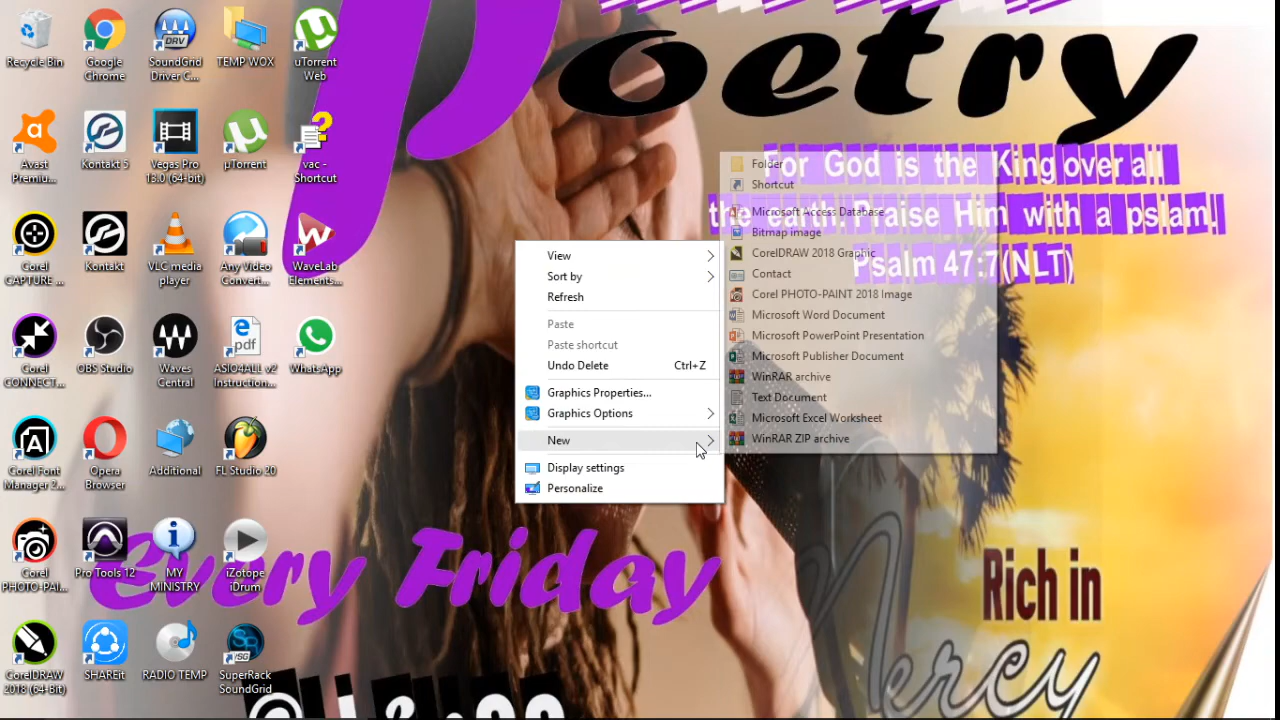 Poetry
For God is the King over all
the earth. Praise Him with a pslam.
Psalm 47:7(NLT)
Every Friday
Rich in
Mercy
Recycle Bin
Google
Chrome
SoundGrid
Driver C...
TEMP WOX
uTorrent
Web
Avast
Premiu...
Kontakt 5
Vegas Pro
13.0 (64-bit)
µTorrent
vac -
Shortcut
Corel
CAPTURE ...
Kontakt
VLC media
player
Any Video
Convert...
WaveLab
Elements...
Corel
CONNECT...
OBS Studio
Waves
Central
ASIO4ALL v2
Instruction...
WhatsApp
Corel Font
Manager 2...
Opera
Browser
Additional
FL Studio 20
Corel
PHOTO-PAI...
Pro Tools 12
MY
MINISTRY
iZotope
iDrum
CorelDRAW
2018 (64-Bit)
SHAREit
RADIO TEMP
SuperRack
SoundGrid
View
Sort by
Refresh
Paste
Paste shortcut
Undo Delete Ctrl+Z
Graphics Properties...
Graphics Options
New
Display settings
Personalize
Folder
Shortcut
Microsoft Access Database
Bitmap image
CorelDRAW 2018 Graphic
Contact
Corel PHOTO-PAINT 2018 Image
Microsoft Word Document
Microsoft PowerPoint Presentation
Microsoft Publisher Document
WinRAR archive
Text Document
Microsoft Excel Worksheet
WinRAR ZIP archive